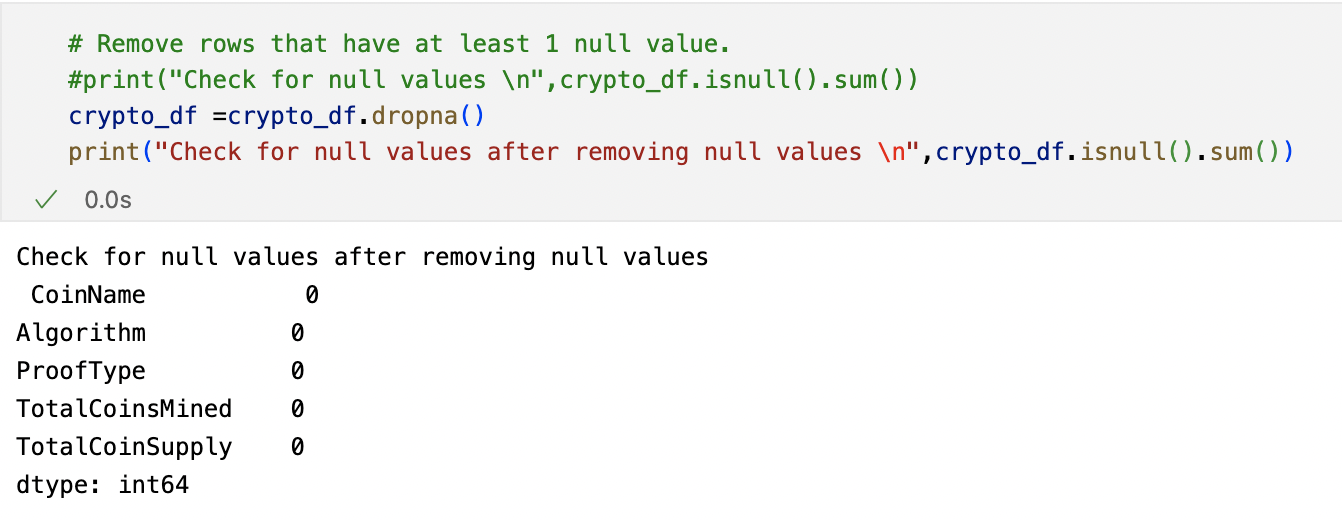 # Remove rows that have at least 1 null value.
#print("Check for null values \n",crypto_df.isnull().sum())
crypto_df =crypto_df.dropna()
print("Check for null values after removing null values \n",crypto_df.isnull().sum())
✓ 0.0s
Check for null values after removing null values
 CoinName           0
Algorithm          0
ProofType          0
TotalCoinsMined    0
TotalCoinSupply    0
dtype: int64